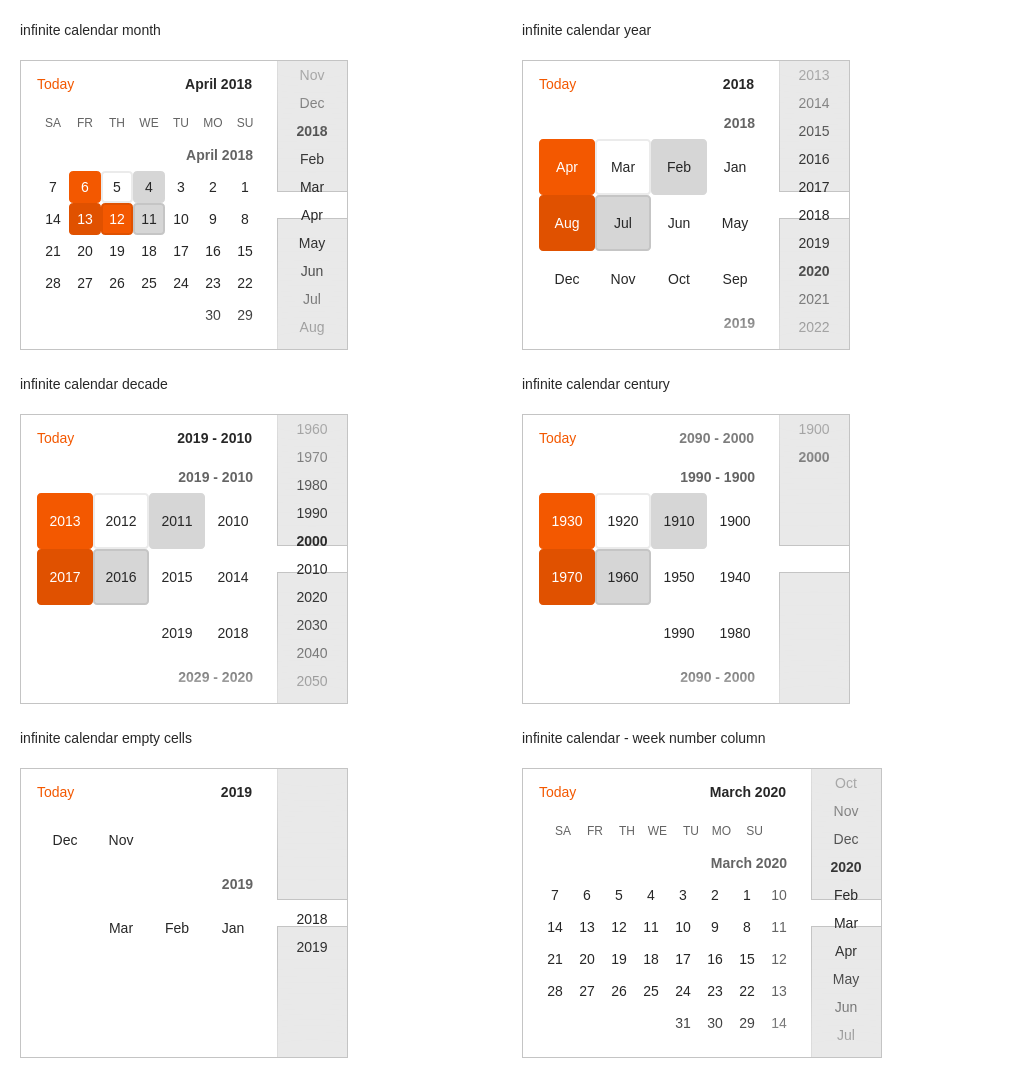 infinite calendar month
Today April 2018
SA FR TH WE TU MO SU
April 2018
7 6 5 4 3 2 1
14 13 12 11 10 9 8
21 20 19 18 17 16 15
28 27 26 25 24 23 22
30 29
Nov
Dec
2018
Feb
Mar
Apr
May
Jun
Jul
Aug
infinite calendar year
Today 2018
2018
Apr Mar Feb Jan
Aug Jul Jun May
Dec Nov Oct Sep
2019
2013
2014
2015
2016
2017
2018
2019
2020
2021
2022
infinite calendar decade
Today 2019 - 2010
2019 - 2010
2013 2012 2011 2010
2017 2016 2015 2014
2019 2018
2029 - 2020
1960
1970
1980
1990
2000
2010
2020
2030
2040
2050
infinite calendar century
Today 2090 - 2000
1990 - 1900
1930 1920 1910 1900
1970 1960 1950 1940
1990 1980
2090 - 2000
1900
2000
infinite calendar empty cells
Today 2019
Dec Nov
2019
Mar Feb Jan
2018
2019
infinite calendar - week number column
Today March 2020
SA FR TH WE TU MO SU
March 2020
7 6 5 4 3 2 1 10
14 13 12 11 10 9 8 11
21 20 19 18 17 16 15 12
28 27 26 25 24 23 22 13
31 30 29 14
Oct
Nov
Dec
2020
Feb
Mar
Apr
May
Jun
Jul